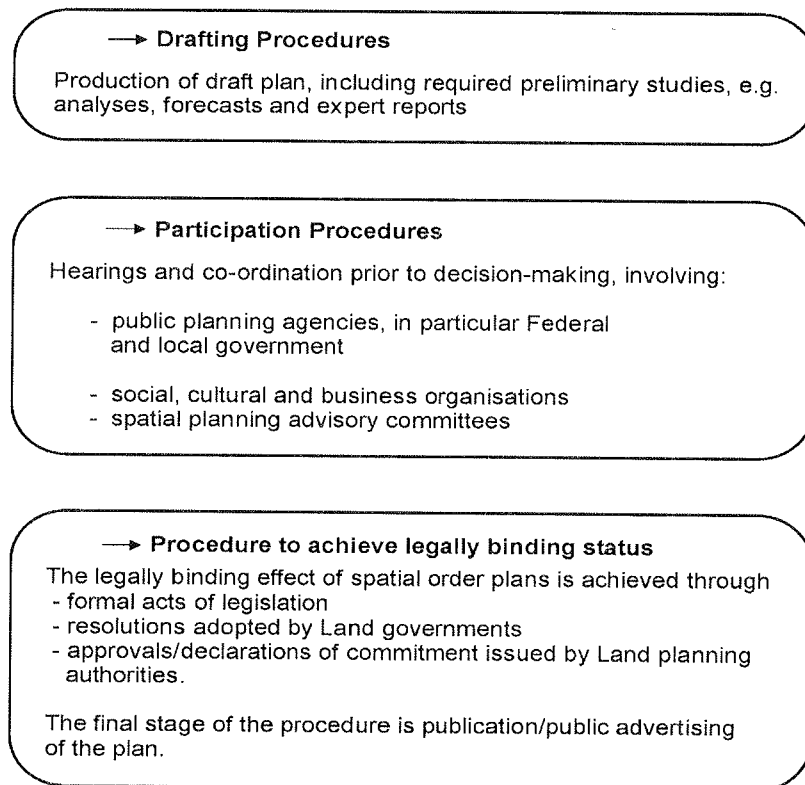 → Drafting Procedures
Production of draft plan, including required preliminary studies, e.g.
analyses, forecasts and expert reports
→ Participation Procedures
Hearings and co-ordination prior to decision-making, involving:
- public planning agencies, in particular Federal
and local government
- social, cultural and business organisations
- spatial planning advisory committees
→ Procedure to achieve legally binding status
The legally binding effect of spatial order plans is achieved through
- formal acts of legislation
- resolutions adopted by Land governments
- approvals/declarations of commitment issued by Land planning
authorities.
The final stage of the procedure is publication/public advertising
of the plan.